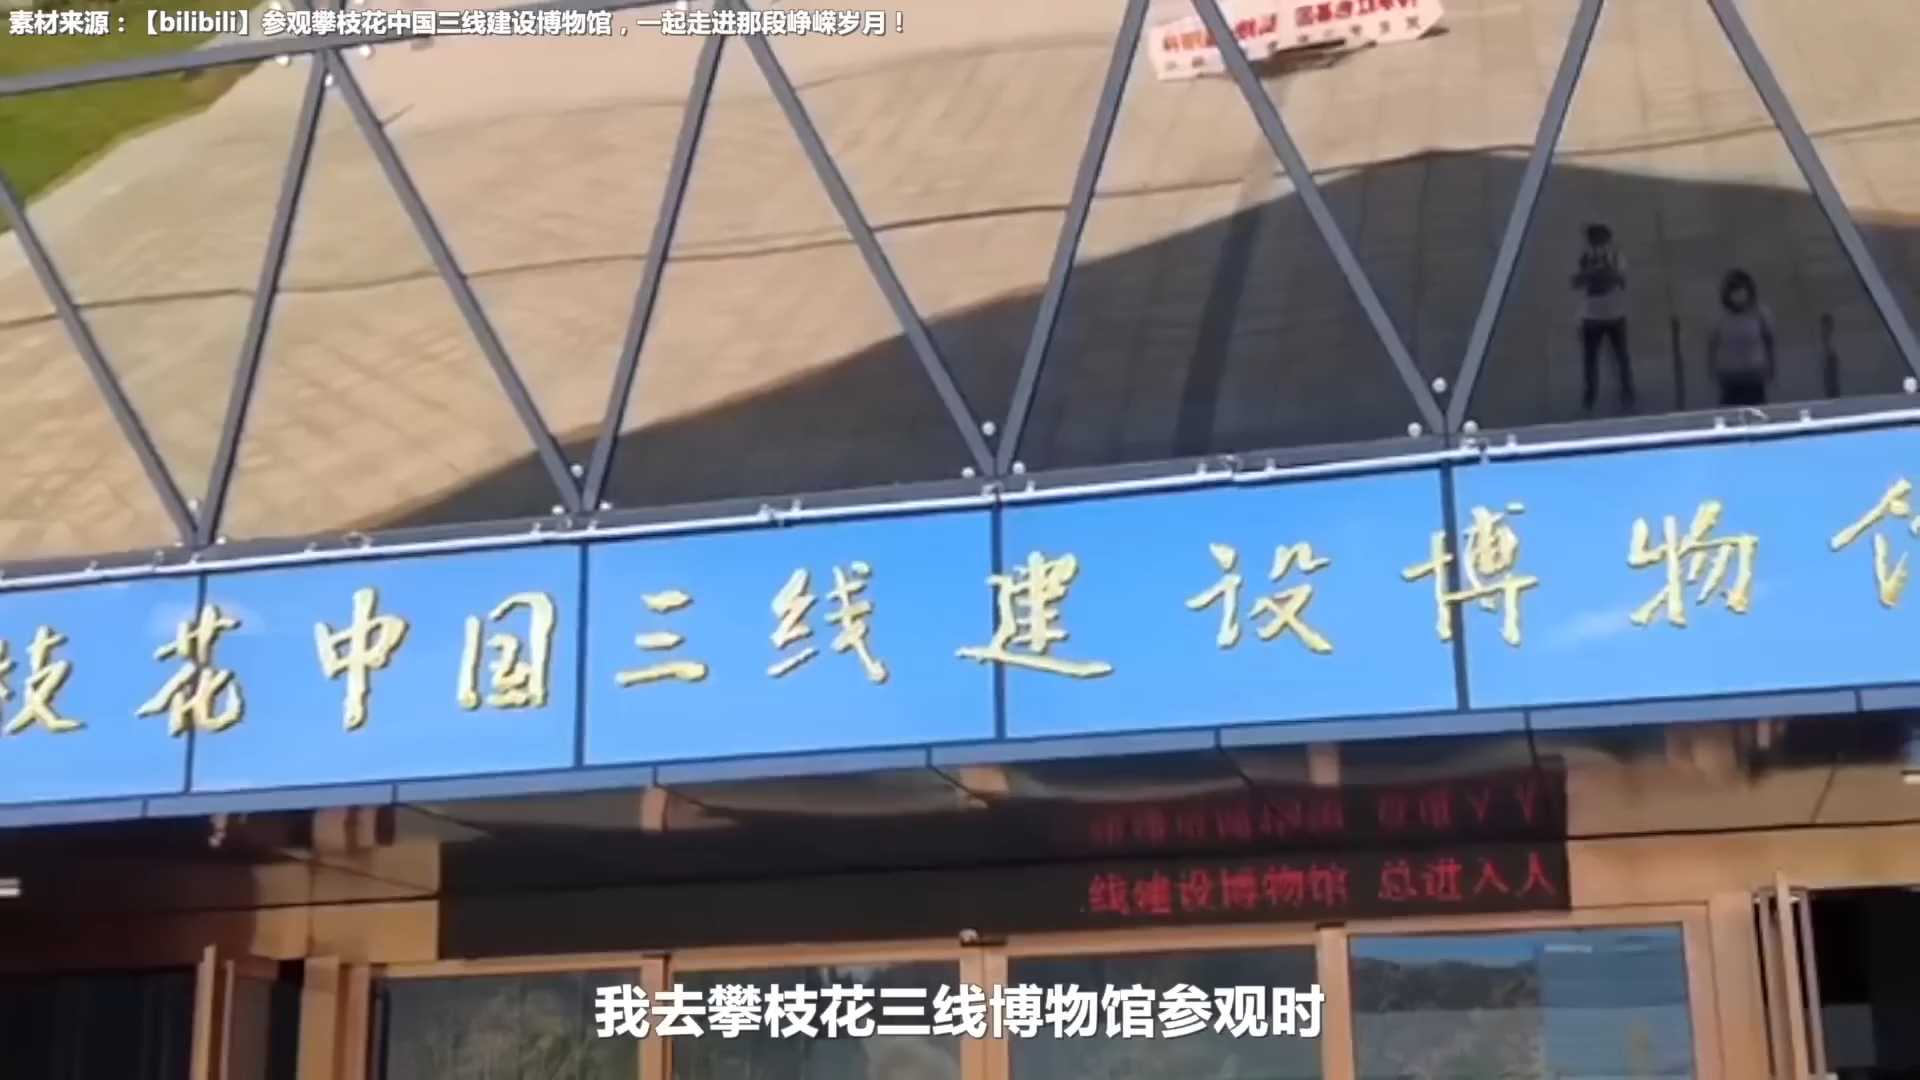 素材来源：【bilibili】参观攀枝花中国三线建设博物馆，一起走进那段峥嵘岁月！
枝花中国三线建设博物
线建设博物馆 总进入人
我去攀枝花三线博物馆参观时